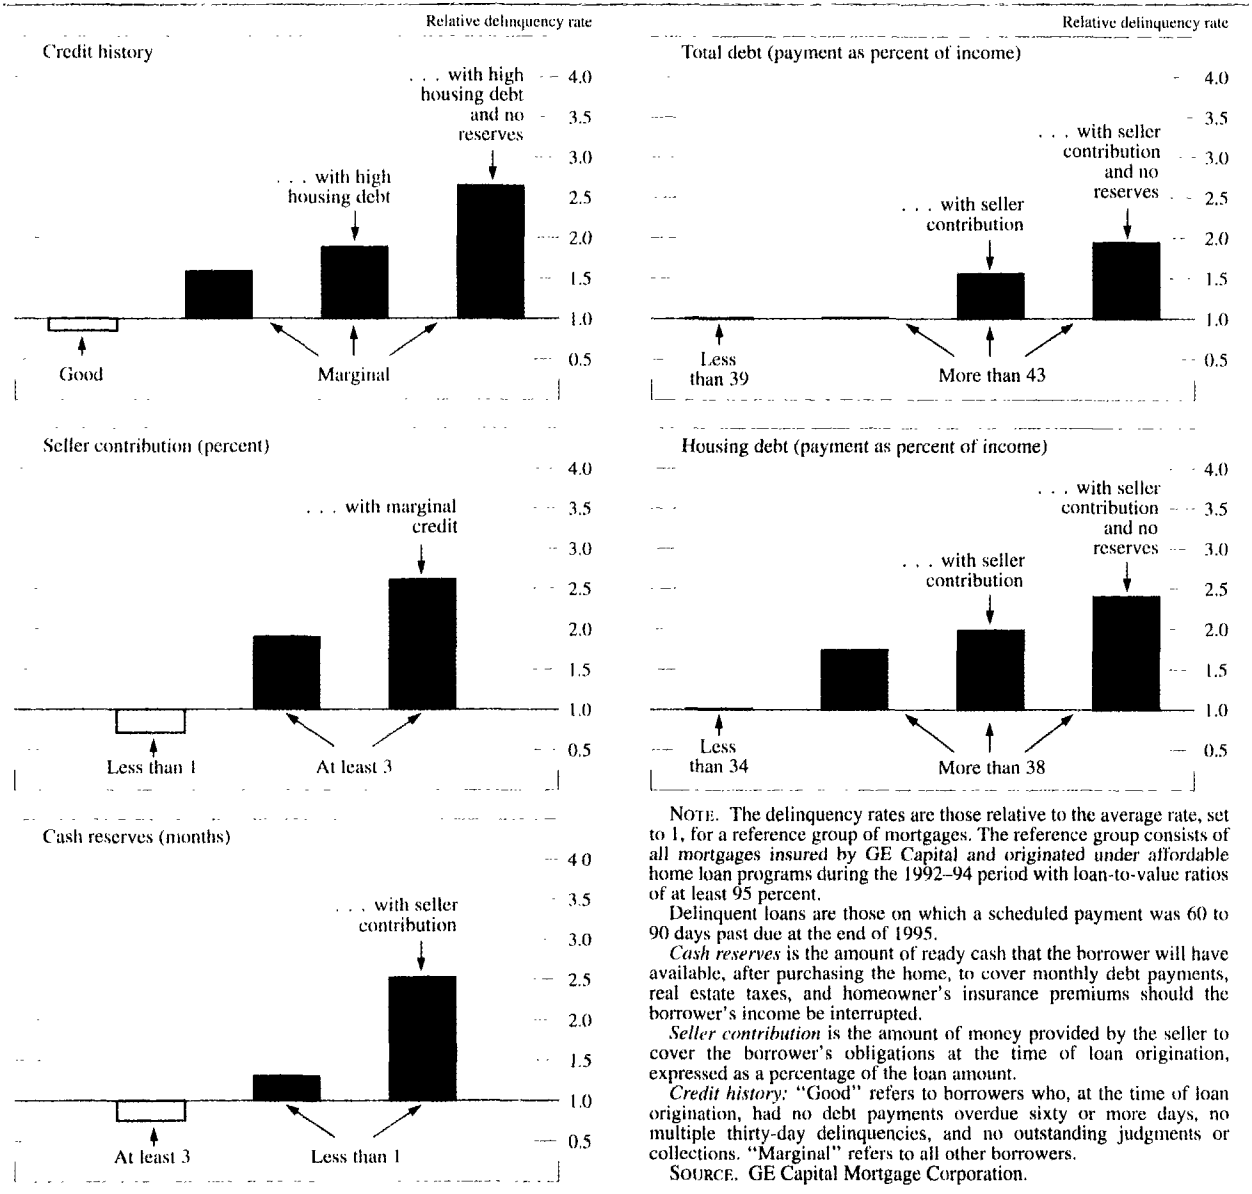 Relative delinquency rate
Credit history
. . . with high
housing debt
and no
reserves
. . . with high
housing debt
4.0
3.5
3.0
2.5
2.0
1.5
1.0
0.5
Good
Marginal
Relative delinquency rate
Total debt (payment as percent of income)
. . . with seller
contribution
and no
reserves
. . . with seller
contribution
4.0
3.5
3.0
2.5
2.0
1.5
1.0
0.5
Less
than 39
More than 43
Seller contribution (percent)
. . . with marginal
credit
4.0
3.5
3.0
2.5
2.0
1.5
1.0
0.5
Less than 1
At least 3
Housing debt (payment as percent of income)
. . . with seller
contribution
and no
reserves
. . . with seller
contribution
4.0
3.5
3.0
2.5
2.0
1.5
1.0
0.5
Less
than 34
More than 38
Cash reserves (months)
. . . with seller
contribution
4 0
3.5
3.0
2.5
2.0
1.5
1.0
0.5
At least 3
Less than 1
NOTE. The delinquency rates are those relative to the average rate, set
to 1, for a reference group of mortgages. The reference group consists of
all mortgages insured by GE Capital and originated under affordable
home loan programs during the 1992–94 period with loan-to-value ratios
of at least 95 percent.
Delinquent loans are those on which a scheduled payment was 60 to
90 days past due at the end of 1995.
Cash reserves is the amount of ready cash that the borrower will have
available, after purchasing the home, to cover monthly debt payments,
real estate taxes, and homeowner's insurance premiums should the
borrower's income be interrupted.
Seller contribution is the amount of money provided by the seller to
cover the borrower's obligations at the time of loan origination,
expressed as a percentage of the loan amount.
Credit history: "Good" refers to borrowers who, at the time of loan
origination, had no debt payments overdue sixty or more days, no
multiple thirty-day delinquencies, and no outstanding judgments or
collections. "Marginal" refers to all other borrowers.
SOURCE. GE Capital Mortgage Corporation.